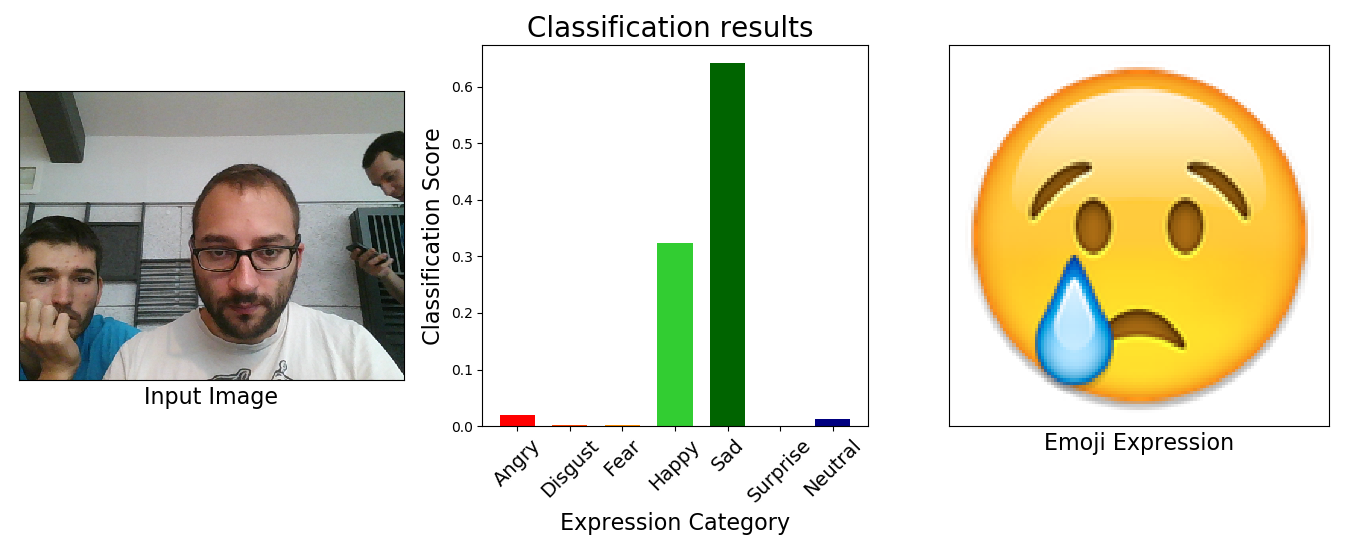 Classification results
Input Image
Classification Score
0.6
0.5
0.4
0.3
0.2
0.1
0.0
Angry
Disgust
Fear
Happy
Sad
Surprise
Neutral
Expression Category
Emoji Expression